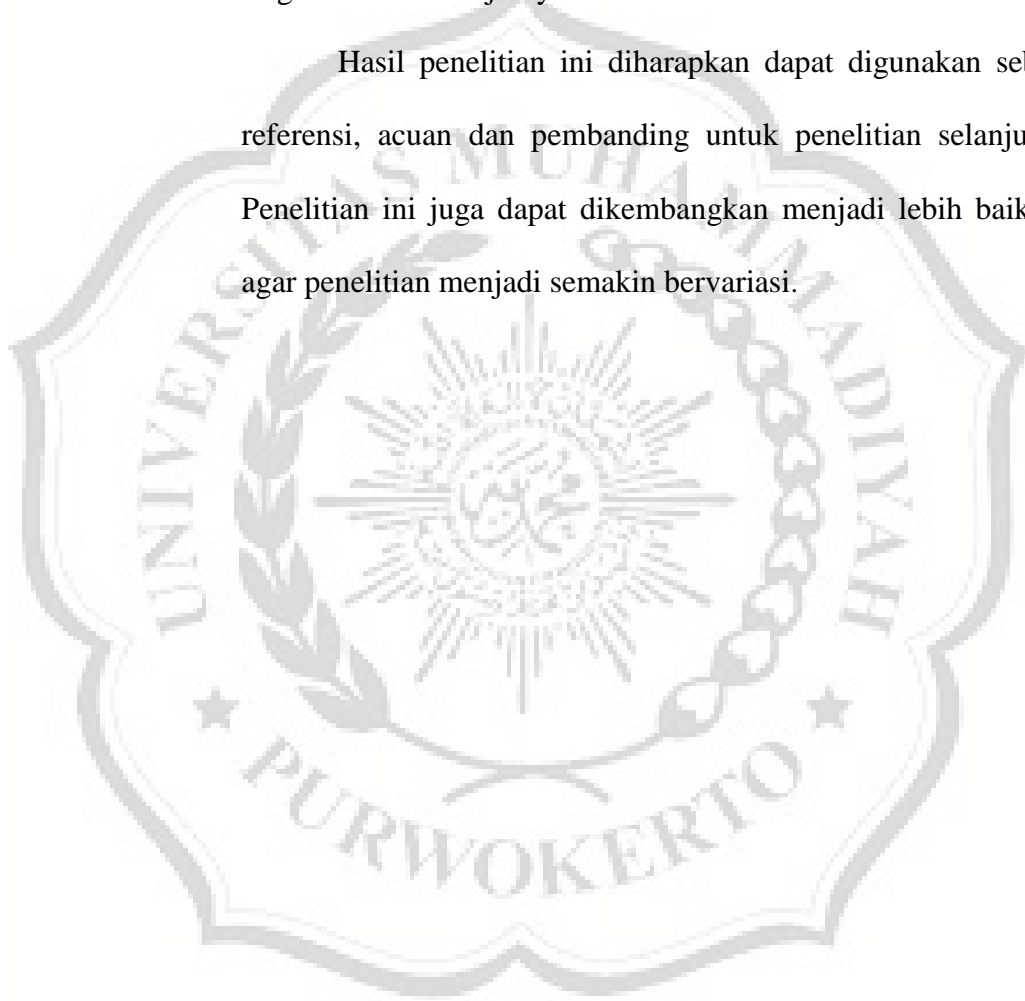 Hasil penelitian ini diharapkan dapat digunakan seb
referensi, acuan dan pembanding untuk penelitian selanju
Penelitian ini juga dapat dikembangkan menjadi lebih baik
agar penelitian menjadi semakin bervariasi.
UNIVERSITAS MUHAMMADIYAH
PURWOKERTO